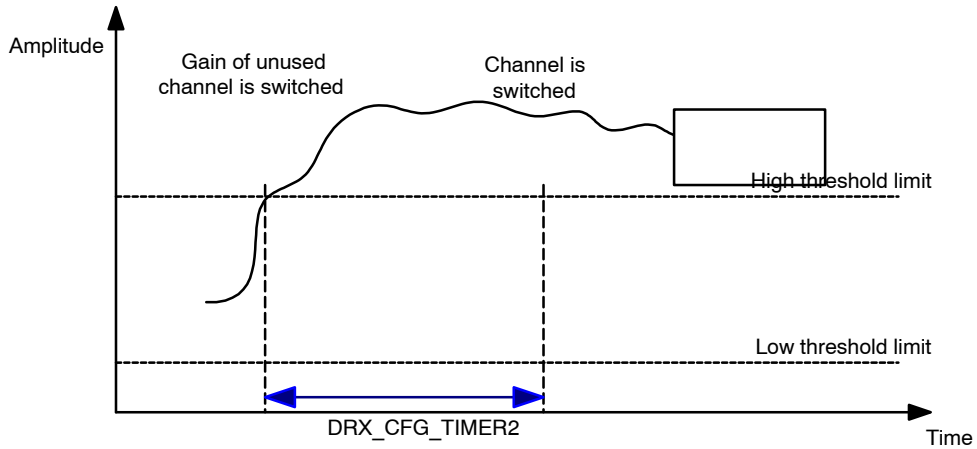 Amplitude
Gain of unused
channel is switched
Channel is
switched
High threshold limit
Low threshold limit
DRX_CFG_TIMER2
Time